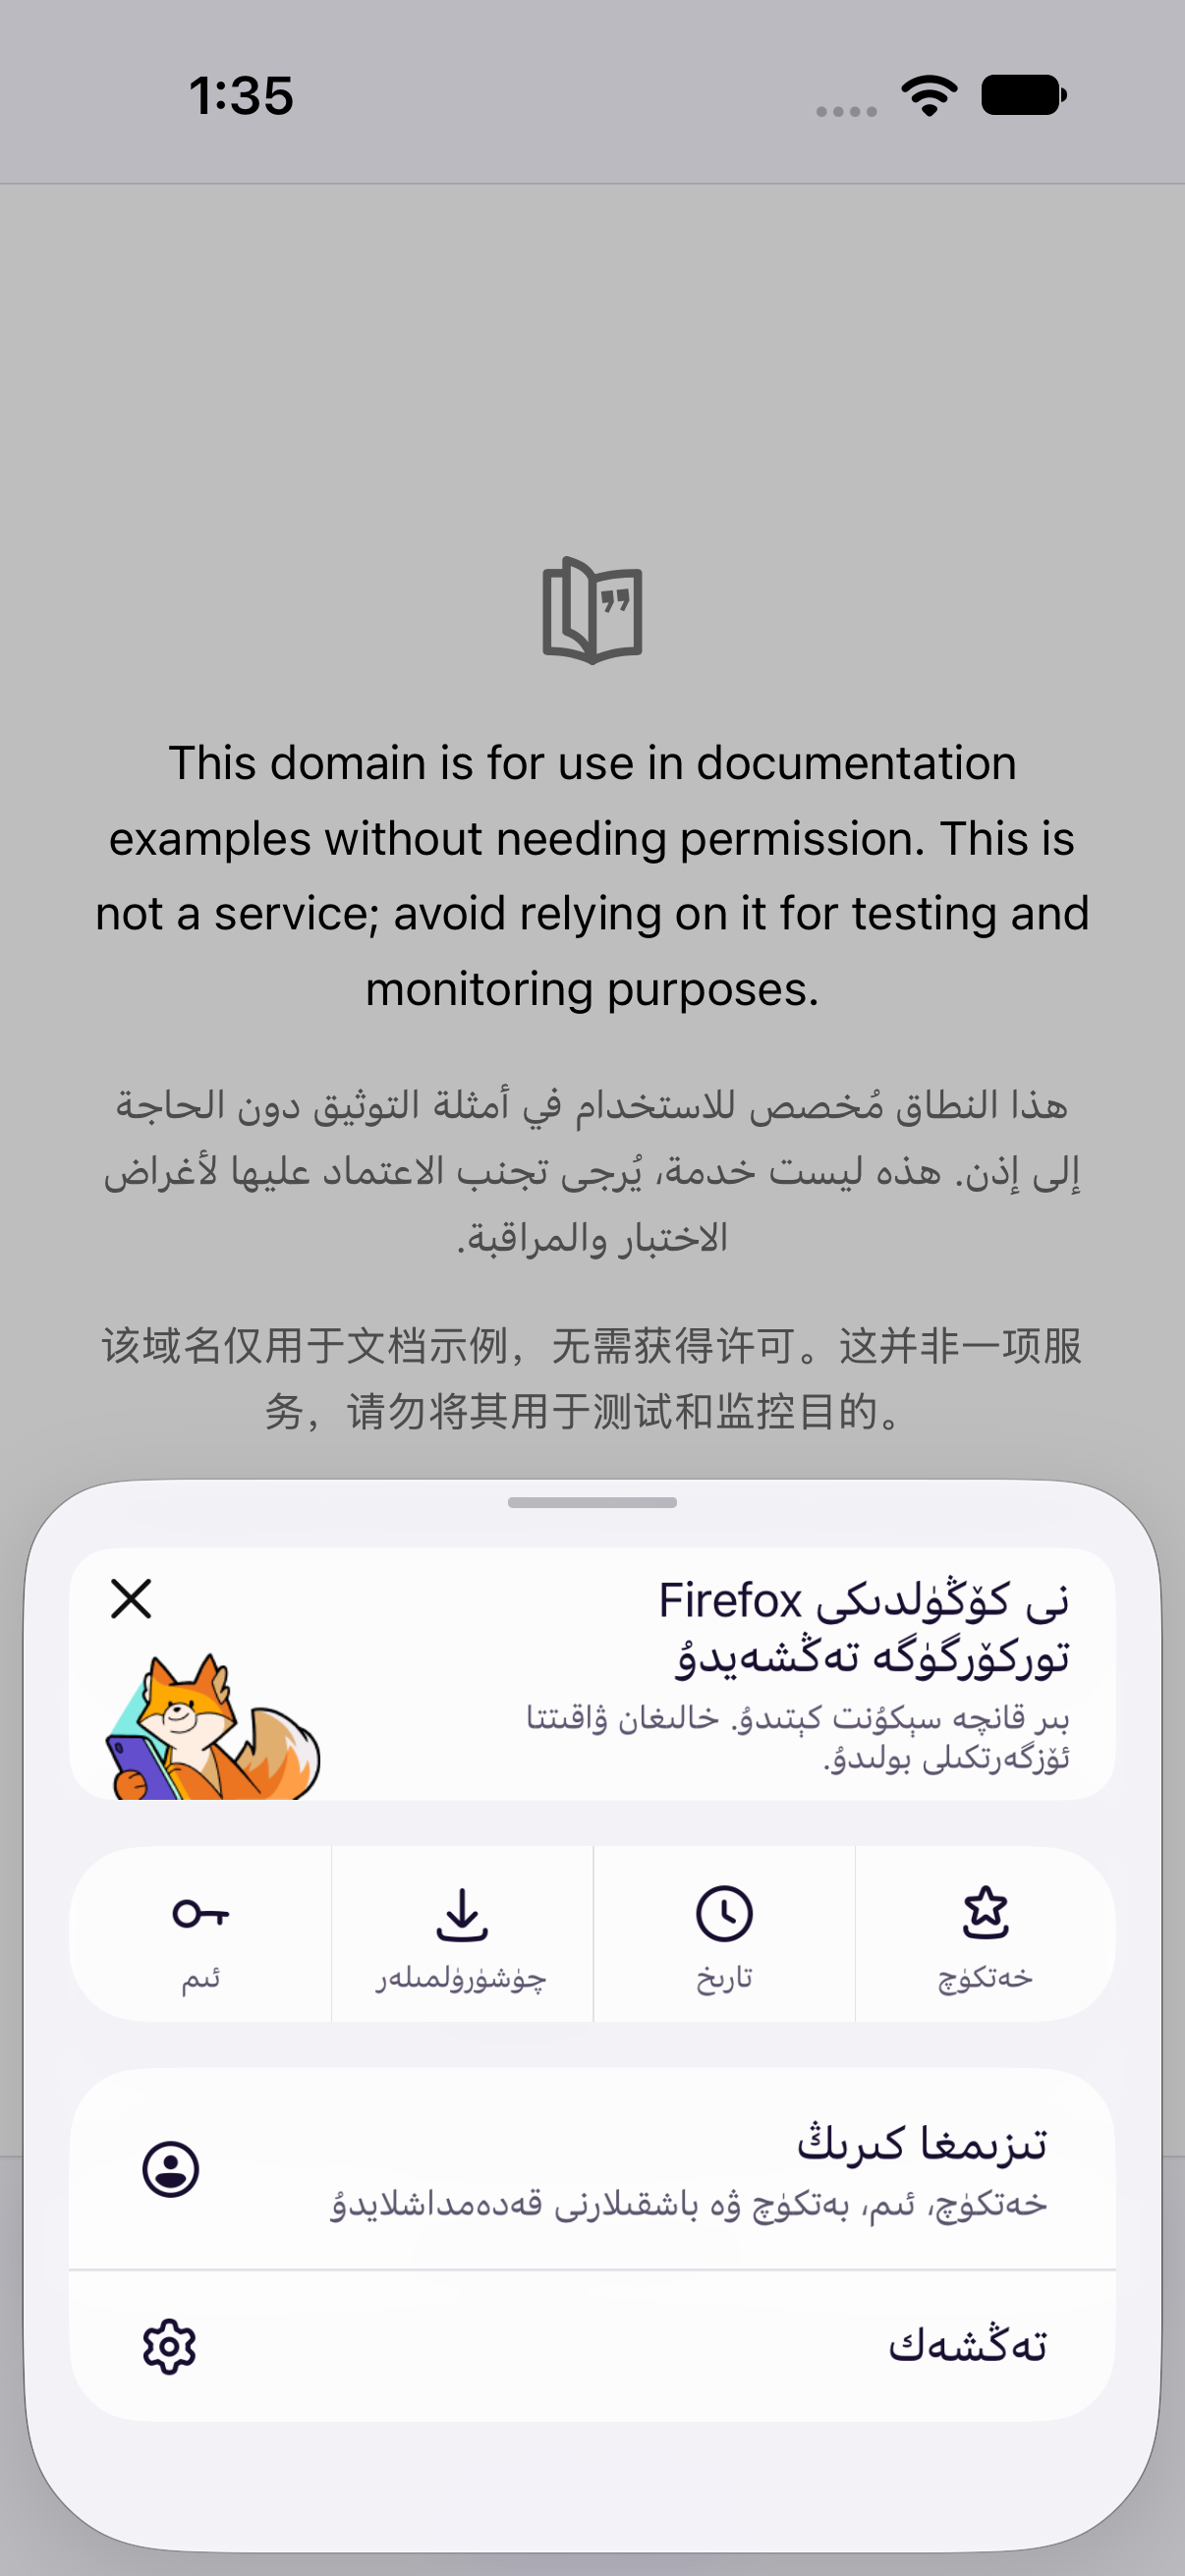 1:35
This domain is for use in documentation
examples without needing permission. This is
not a service; avoid relying on it for testing and
monitoring purposes.
هذا النطاق مُخصص للاستخدام في أمثلة التوثيق دون الحاجة
إلى إذن. هذه ليست خدمة، يُرجى تجنب الاعتماد عليها لأغراض
الاختبار والمراقبة.
该域名仅用于文档示例，无需获得许可。这并非一项服
务，请勿将其用于测试和监控目的。
Firefox نى كۆڭۈلدىكى
توركۆرگۈگە تەڭشەيدۇ
بىر قانچە سېكۇنت كېتىدۇ. خالىغان ۋاقىتتا
ئۆزگەرتكىلى بولىدۇ.
خەتكۈچ
تارىخ
چۈشۈرۈلمىلەر
ئىم
تىزىمغا كىرىڭ
خەتكۈچ، ئىم، بەتكۈچ ۋە باشقىلارنى قەدەمداشلايدۇ
تەڭشەك